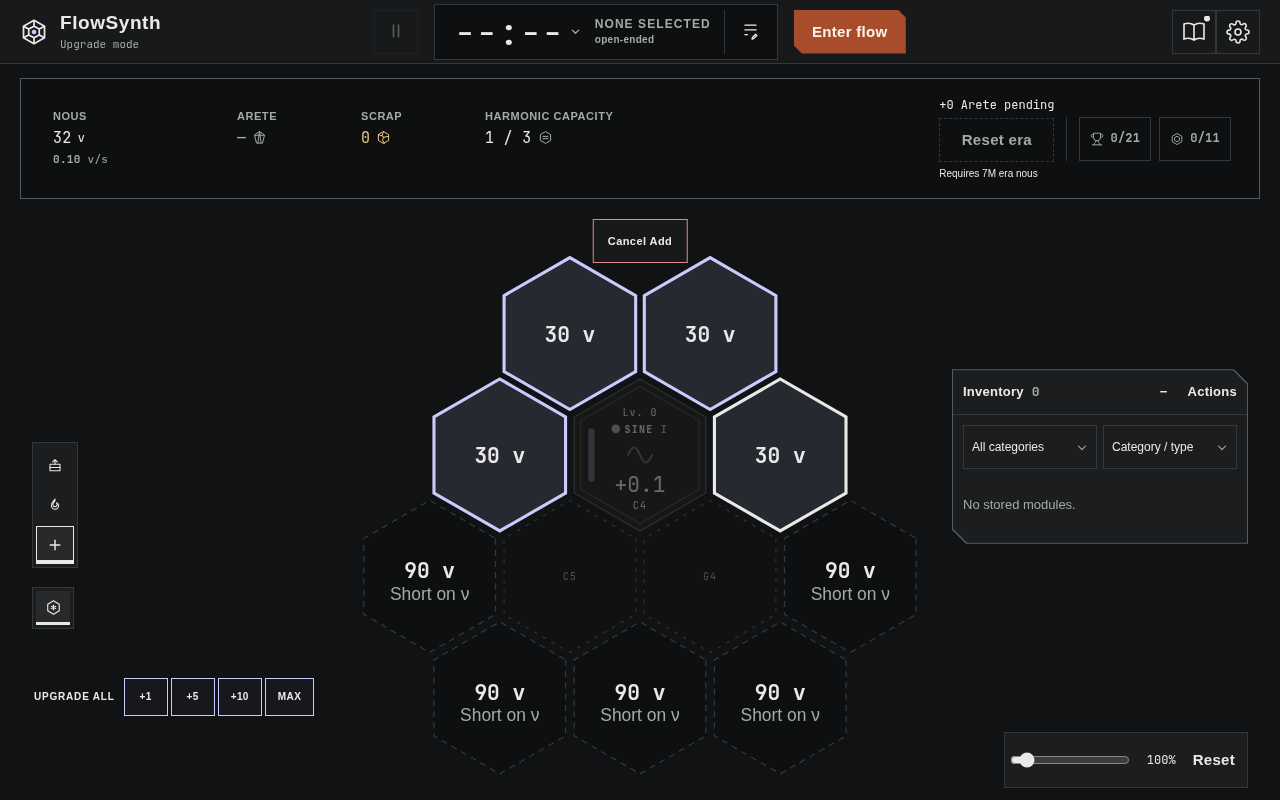 FlowSynth
Upgrade mode
--:--
NONE SELECTED
open-ended
Enter flow
NOUS
32 v
0.10 v/s
ARETE
—
SCRAP
0
HARMONIC CAPACITY
1 / 3
+0 Arete pending
Reset era
Requires 7M era nous
0/21
0/11
Cancel Add
30 v
30 v
30 v
Lv. 0
SINE I
+0.1
C4
30 v
90 v
Short on ν
C5
G4
90 v
Short on ν
90 v
Short on ν
90 v
Short on ν
90 v
Short on ν
Inventory 0
– Actions
All categories
Category / type
No stored modules.
UPGRADE ALL
+1
+5
+10
MAX
100%
Reset